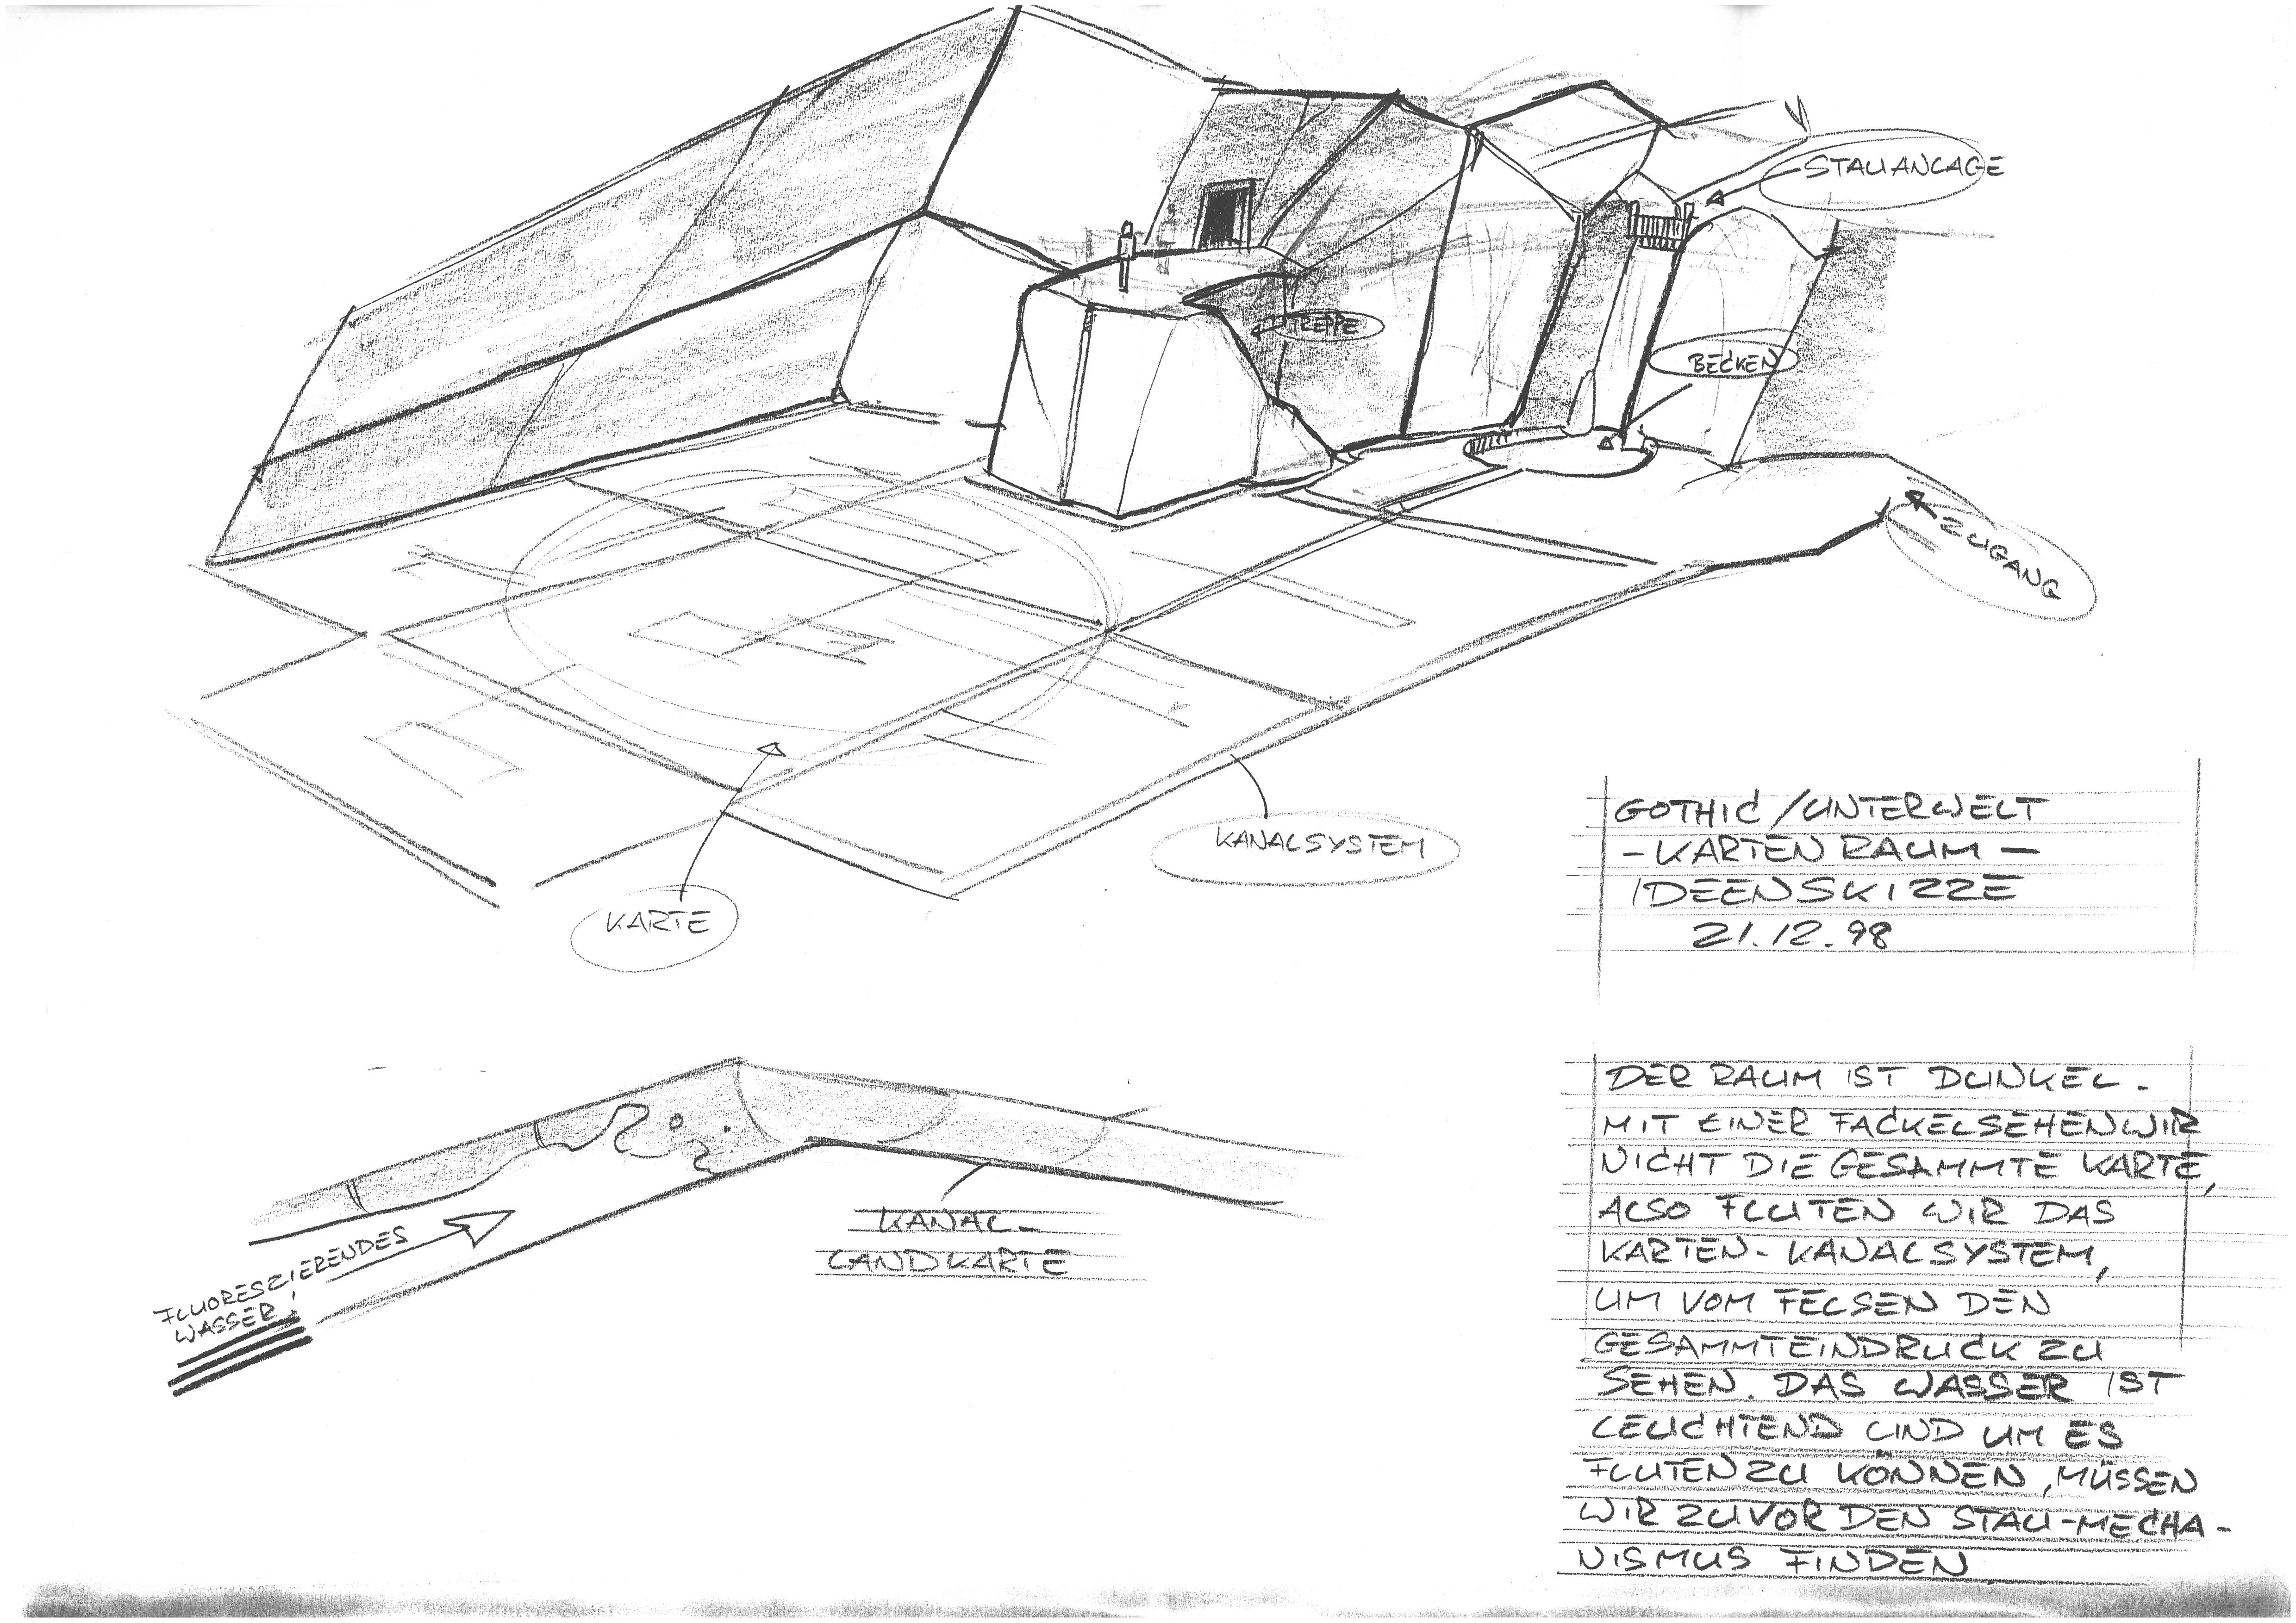 STAUANLAGE
TREPPE
BECKEN
ZUGANG
KANALSYSTEM
KARTE
GOTHIC / UNTERWELT
- KARTENRAUM -
IDEENSKIZZE
21.12.98
KANAL-
LANDKARTE
FLUORESZIERENDES
WASSER!
DER RAUM IST DUNKEL.
MIT EINER FACKEL SEHEN WIR
NICHT DIE GESAMMTE KARTE,
ALSO FLUTEN WIR DAS
KARTEN-KANALSYSTEM,
UM VOM FELSEN DEN
GESAMMTEINDRUCK ZU
SEHEN. DAS WASSER IST
LEUCHTEND UND UM ES
FLUTEN ZU KÖNNEN, MÜSSEN
WIR ZUVOR DEN STAU-MECHA-
NISMUS FINDEN